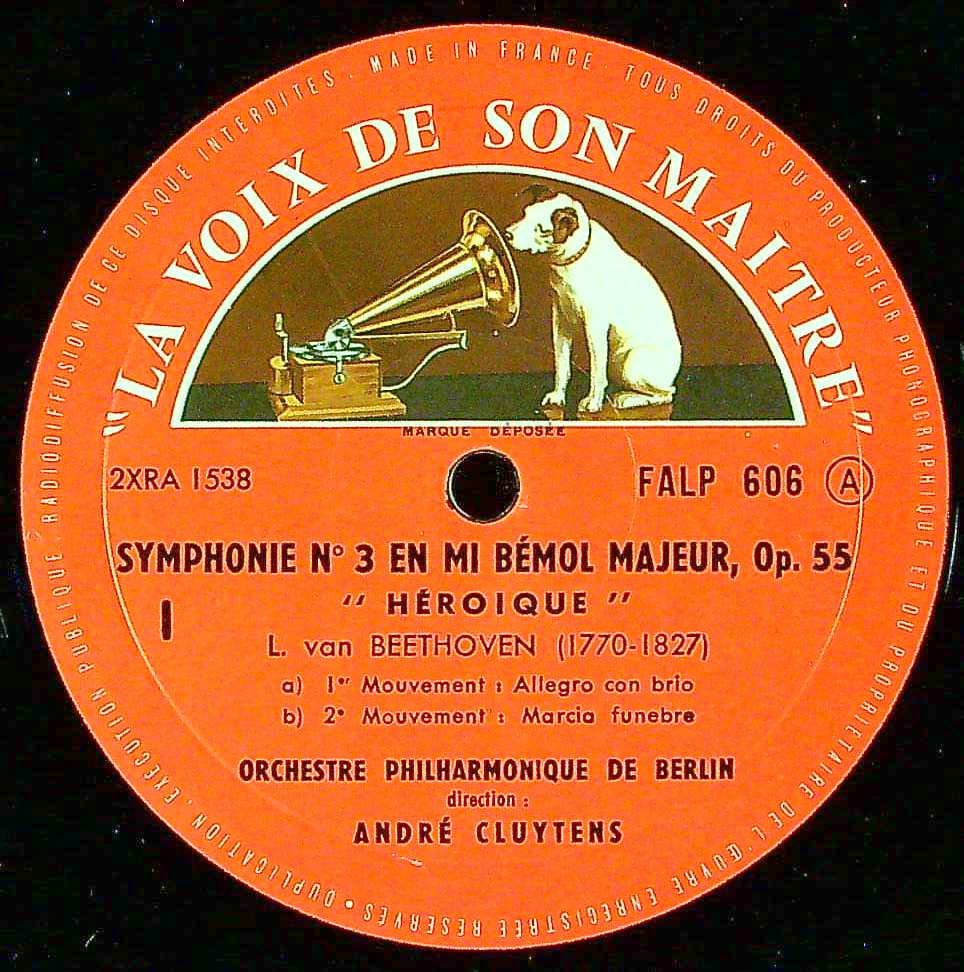 MADE IN FRANCE · TOUS DROITS DU PRODUCTEUR PHONOGRAPHIQUE ET DU PROPRIETAIRE DE L'ŒUVRE ENREGISTRÉE RÉSERVÉS • DUPLICATION, EXÉCUTION PUBLIQUE, RADIODIFFUSION DE CE DISQUE INTERDITES.
"LA VOIX DE SON MAITRE"
MARQUE DÉPOSÉE
2XRA 1538
FALP 606 A
SYMPHONIE N° 3 EN MI BÉMOL MAJEUR, Op. 55
" HÉROIQUE "
I
L. van BEETHOVEN (1770-1827)
a) 1er Mouvement : Allegro con brio
b) 2e Mouvement : Marcia funebre
ORCHESTRE PHILHARMONIQUE DE BERLIN
direction :
ANDRÉ CLUYTENS